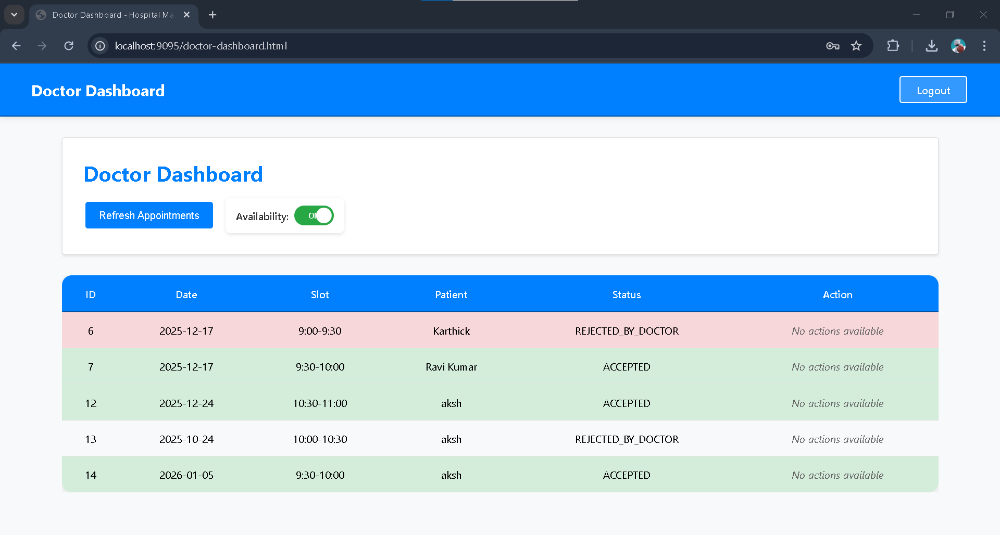 Doctor Dashboard - Hospital Ma
localhost:9095/doctor-dashboard.html
Doctor Dashboard
Logout
Doctor Dashboard
Refresh Appointments
Availability:
ID Date Slot Patient Status Action
6 2025-12-17 9:00-9:30 Karthick REJECTED_BY_DOCTOR No actions available
7 2025-12-17 9:30-10:00 Ravi Kumar ACCEPTED No actions available
12 2025-12-24 10:30-11:00 aksh ACCEPTED No actions available
13 2025-10-24 10:00-10:30 aksh REJECTED_BY_DOCTOR No actions available
14 2026-01-05 9:30-10:00 aksh ACCEPTED No actions available